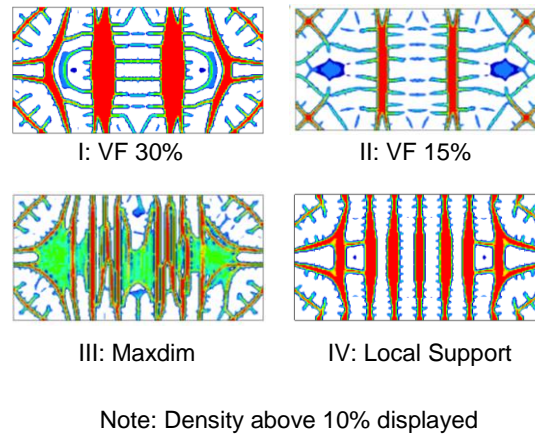 I: VF 30%
II: VF 15%
III: Maxdim
IV: Local Support
Note: Density above 10% displayed